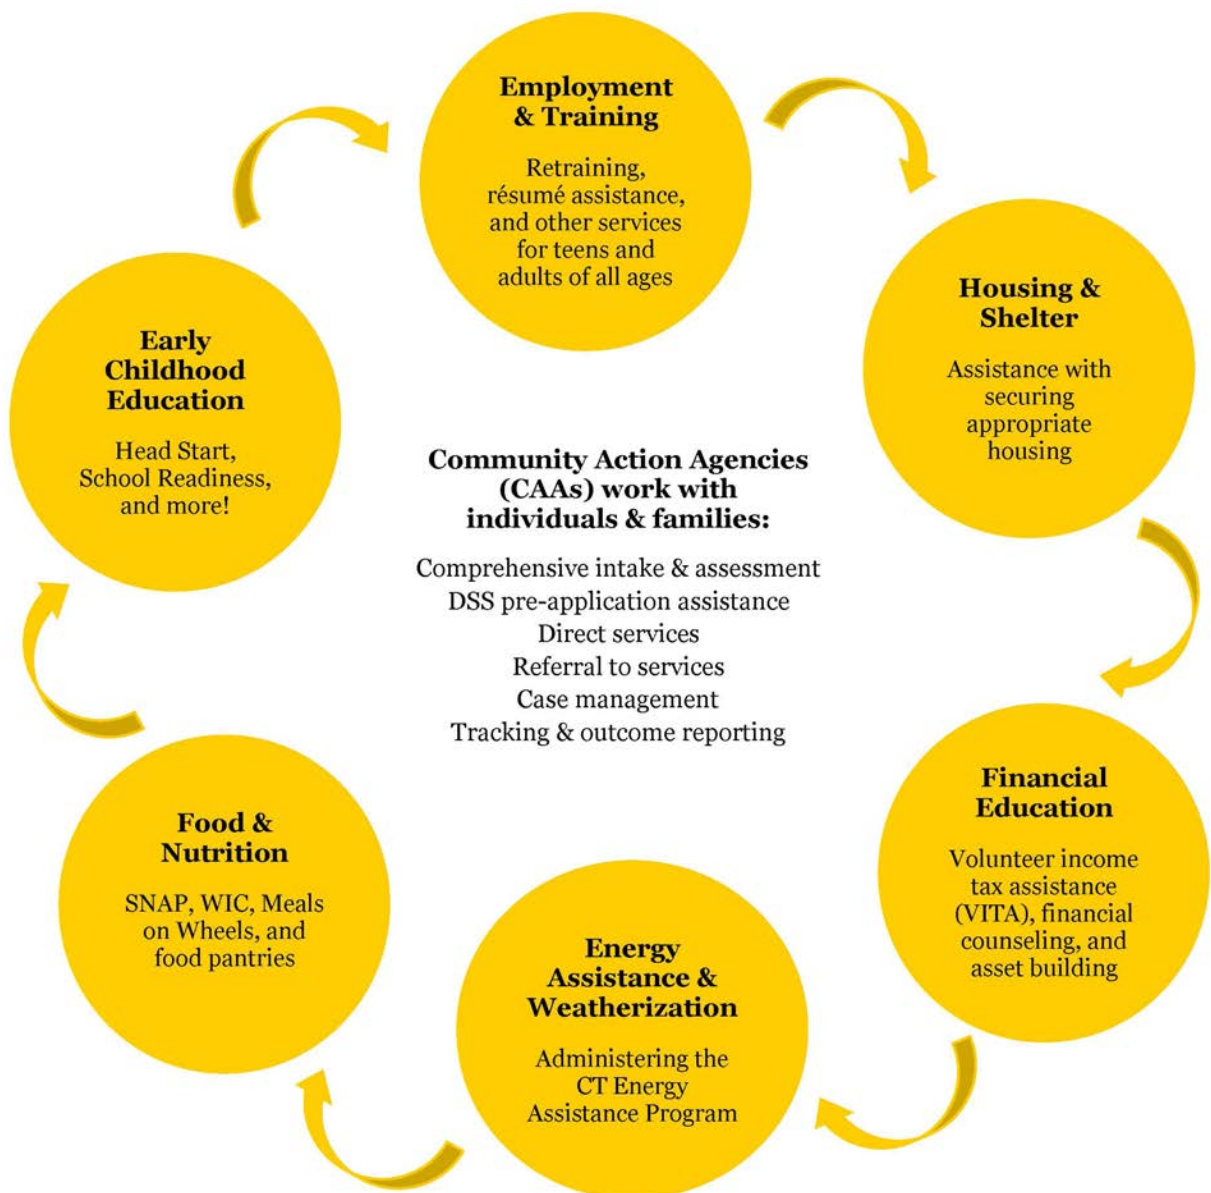 Employment
& Training
Retraining,
résumé assistance,
and other services
for teens and
adults of all ages
Housing &
Shelter
Assistance with
securing
appropriate
housing
Financial
Education
Volunteer income
tax assistance
(VITA), financial
counseling, and
asset building
Energy
Assistance &
Weatherization
Administering the
CT Energy
Assistance Program
Food &
Nutrition
SNAP, WIC, Meals
on Wheels, and
food pantries
Early
Childhood
Education
Head Start,
School Readiness,
and more!
Community Action Agencies
(CAAs) work with
individuals & families:
Comprehensive intake & assessment
DSS pre-application assistance
Direct services
Referral to services
Case management
Tracking & outcome reporting